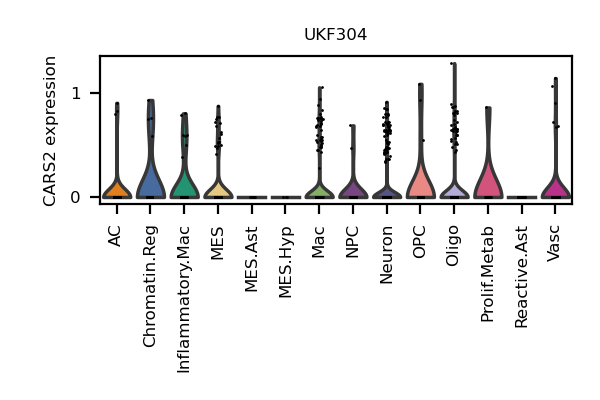 UKF304
CARS2 expression
1
0
AC
Chromatin.Reg
Inflammatory.Mac
MES
MES.Ast
MES.Hyp
Mac
NPC
Neuron
OPC
Oligo
Prolif.Metab
Reactive.Ast
Vasc